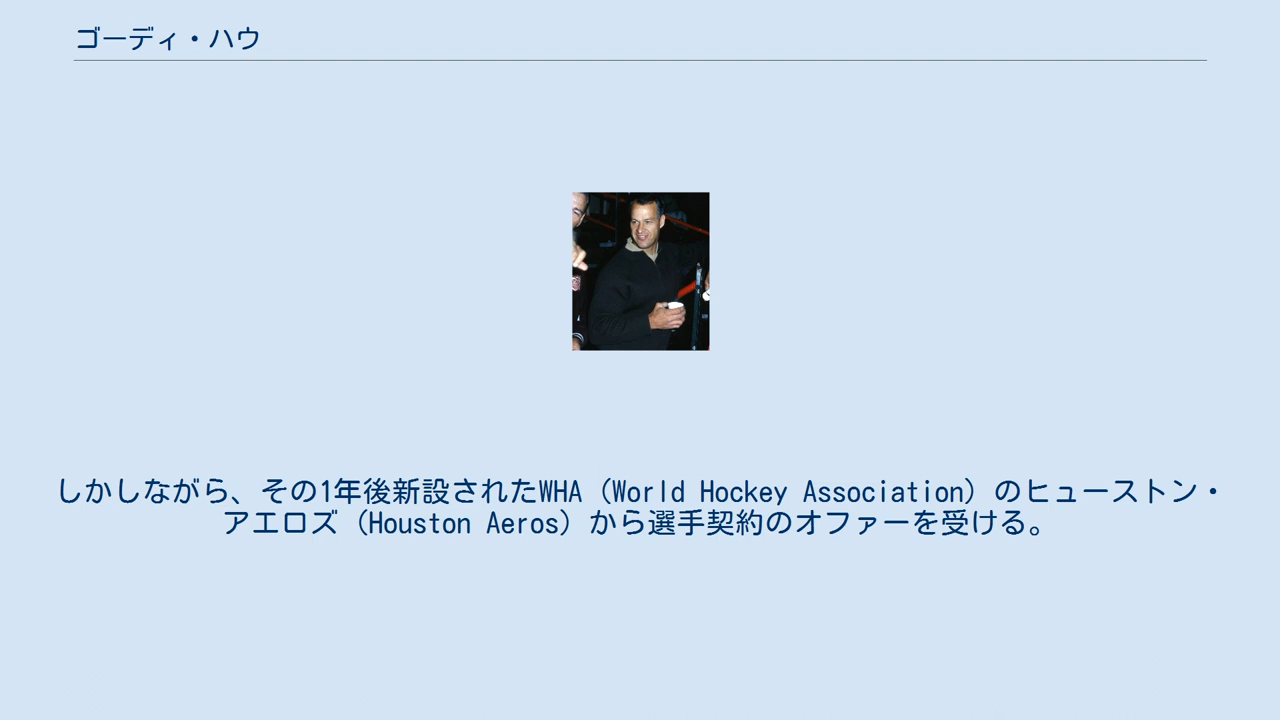 ゴーディ・ハウ
しかしながら、その1年後新設されたWHA（World Hockey Association）のヒューストン・
アエロズ（Houston Aeros）から選手契約のオファーを受ける。